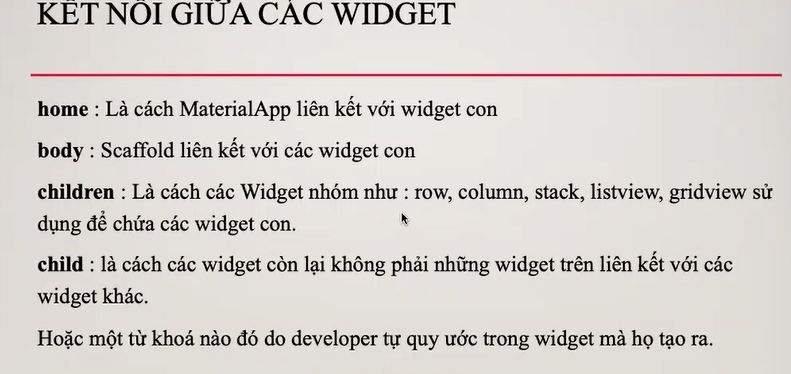 KẾT NỐI GIỮA CÁC WIDGET
home : Là cách MaterialApp liên kết với widget con
body : Scaffold liên kết với các widget con
children : Là cách các Widget nhóm như : row, column, stack, listview, gridview sử
dụng để chứa các widget con.
child : là cách các widget còn lại không phải những widget trên liên kết với các
widget khác.
Hoặc một từ khoá nào đó do developer tự quy ước trong widget mà họ tạo ra.